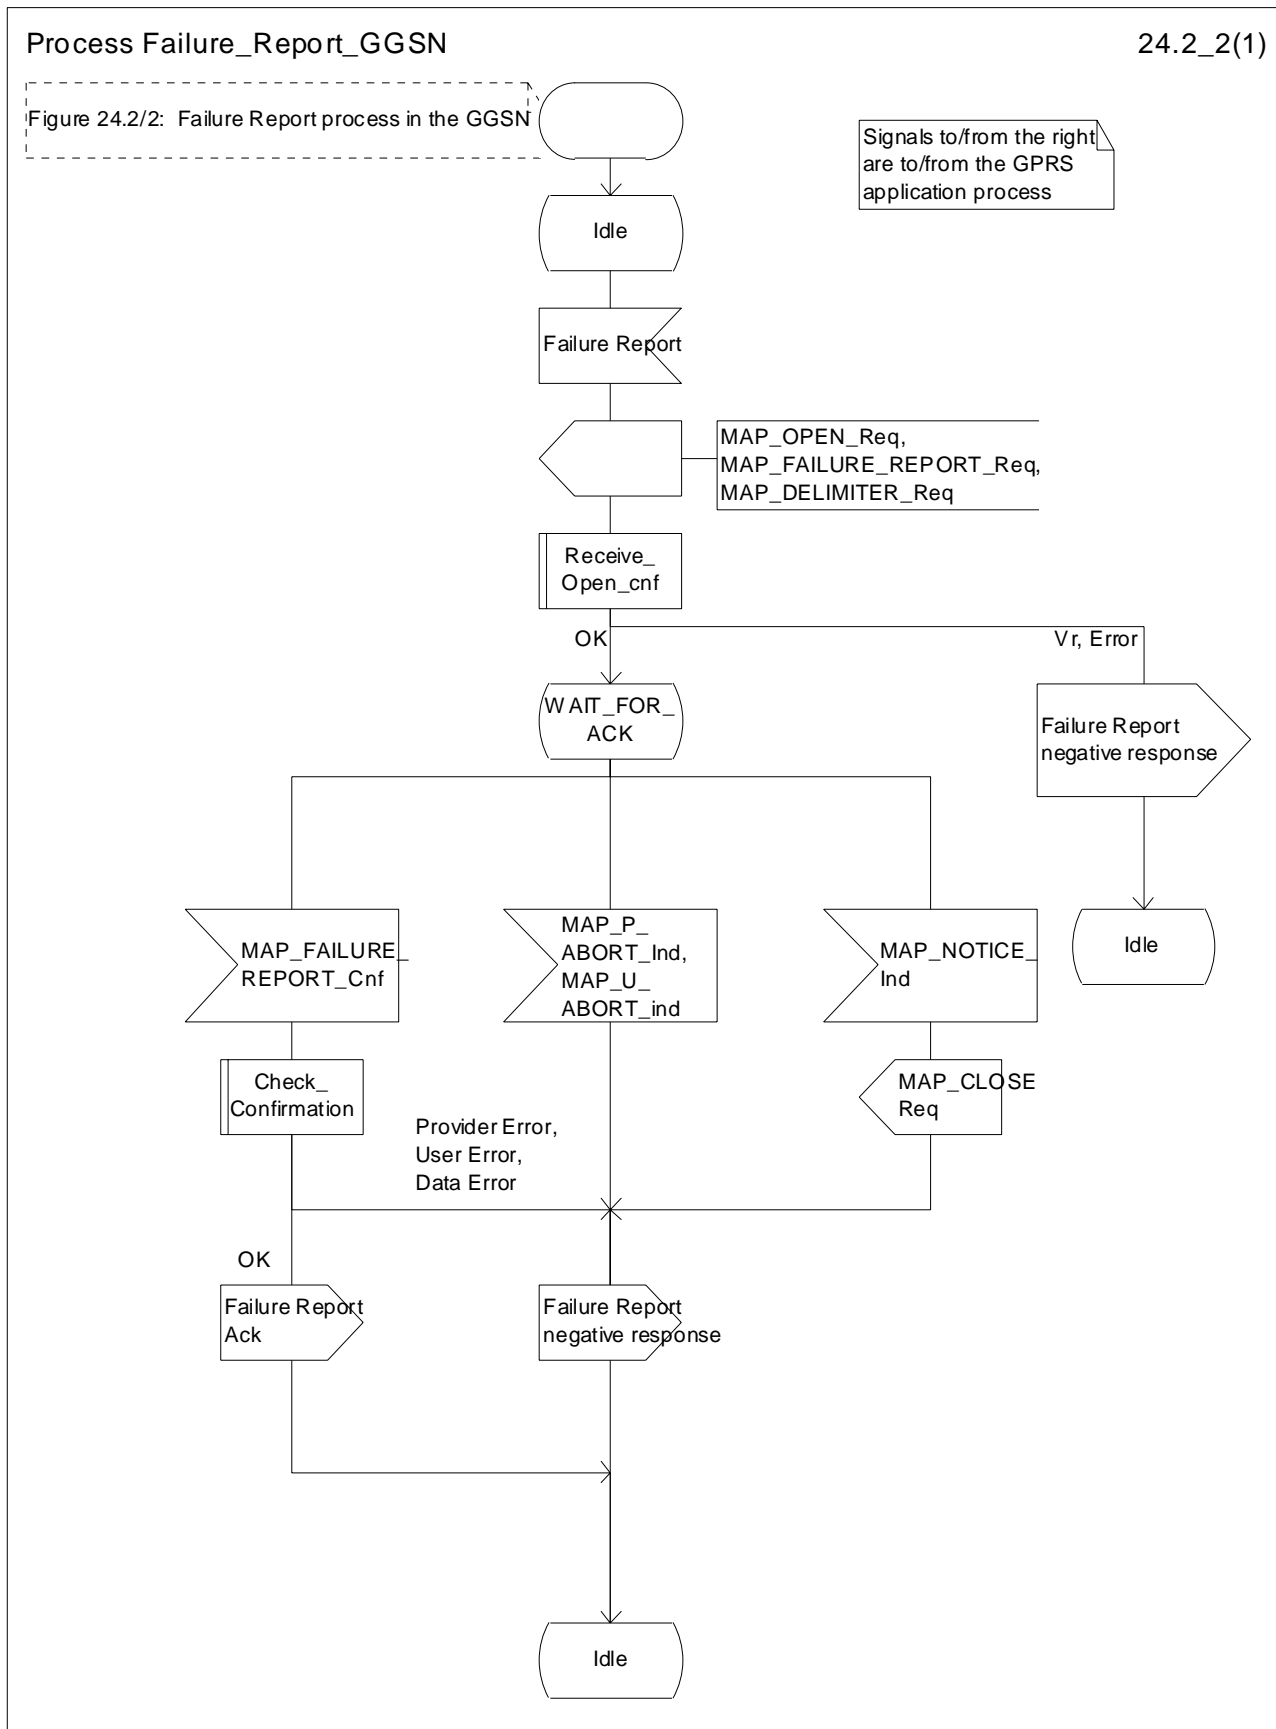 Process Failure_Report_GGSN
24.2_2(1)
Figure 24.2/2: Failure Report process in the GGSN
Signals to/from the right
are to/from the GPRS
application process
Idle
Failure Report
MAP_OPEN_Req,
MAP_FAILURE_REPORT_Req,
MAP_DELIMITER_Req
Receive_
Open_cnf
OK
Vr, Error
WAIT_FOR_
ACK
Failure Report
negative response
MAP_FAILURE_
REPORT_Cnf
MAP_P_
ABORT_Ind,
MAP_U_
ABORT_ind
MAP_NOTICE_
Ind
Idle
Check_
Confirmation
MAP_CLOSE
Req
Provider Error,
User Error,
Data Error
OK
Failure Report
Ack
Failure Report
negative response
Idle